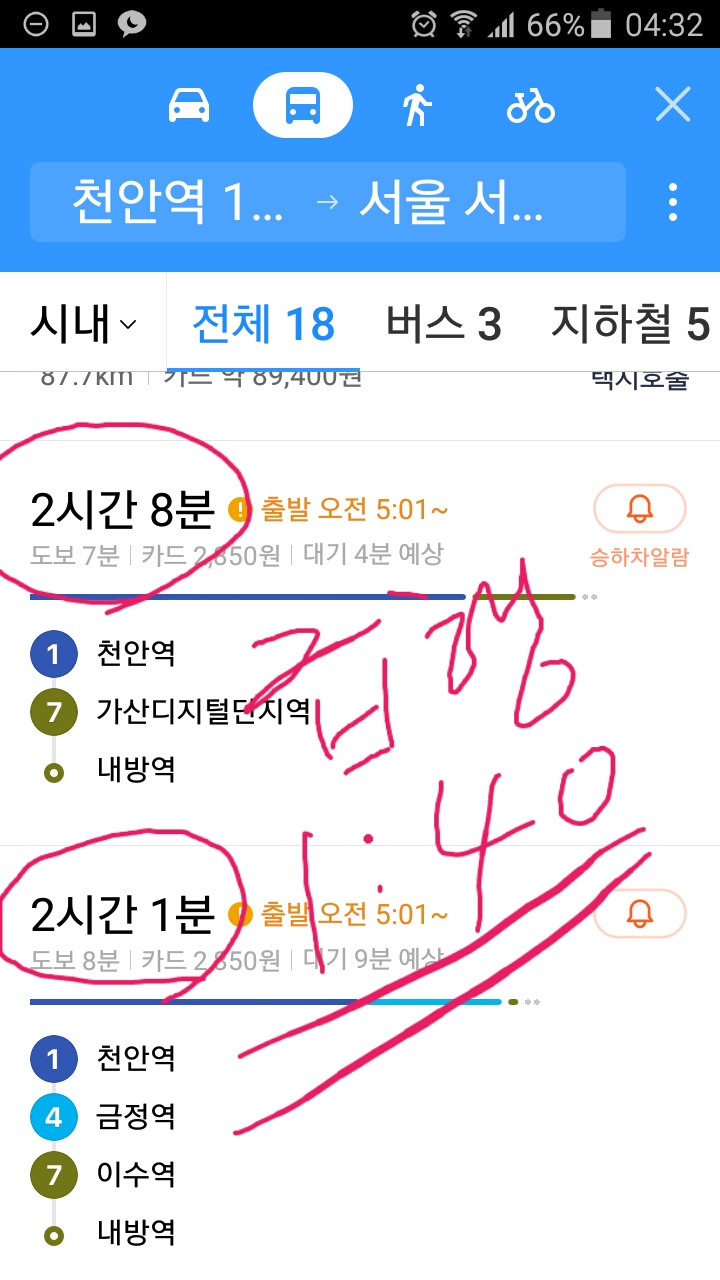 66% 04:32
천안역 1... → 서울 서...
시내 전체 18 버스 3 지하철 5
87.7km 카드 약 89,400원 택시호출
2시간 8분 출발 오전 5:01~
도보 7분 카드 2,850원 대기 4분 예상
승하차알람
1 천안역
급행
7 가산디지털단지역
내방역
1:40
2시간 1분 출발 오전 5:01~
도보 8분 카드 2,850원 대기 9분 예상
1 천안역
4 금정역
7 이수역
내방역